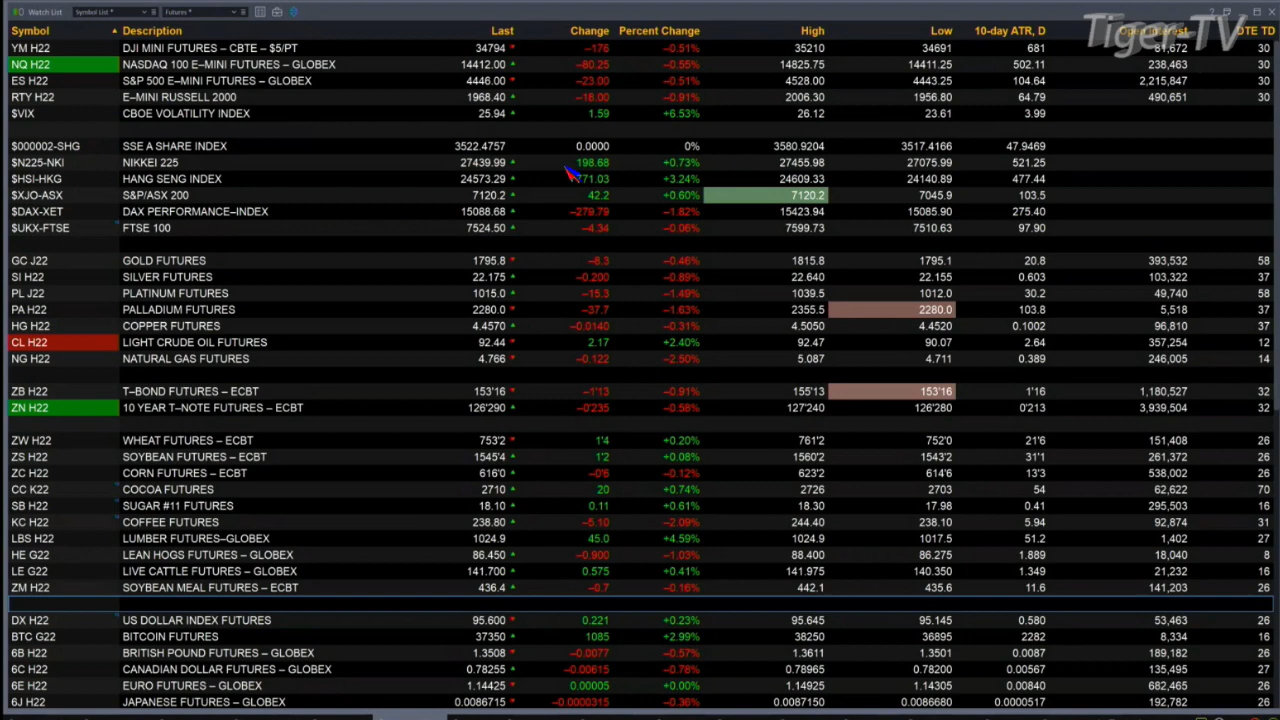 Watch List Symbol List * Futures *
Symbol Description Last Change Percent Change High Low 10-day ATR, D Open Interest DTE TD
Tiger-TV
YM H22 DJI MINI FUTURES – CBTE – $5/PT 34794 –176 –0.51% 35210 34691 681 81,672 30
NQ H22 NASDAQ 100 E–MINI FUTURES – GLOBEX 14412.00 –80.25 –0.55% 14825.75 14411.25 502.11 238,463 30
ES H22 S&P 500 E–MINI FUTURES – GLOBEX 4446.00 –23.00 –0.51% 4528.00 4443.25 104.64 2,215,847 30
RTY H22 E–MINI RUSSELL 2000 1968.40 –18.00 –0.91% 2006.30 1956.80 64.79 490,651 30
$VIX CBOE VOLATILITY INDEX 25.94 1.59 +6.53% 26.12 23.61 3.99
$000002-SHG SSE A SHARE INDEX 3522.4757 0.0000 0% 3580.9204 3517.4166 47.9469
$N225-NKI NIKKEI 225 27439.99 198.68 +0.73% 27455.98 27075.99 521.25
$HSI-HKG HANG SENG INDEX 24573.29 771.03 +3.24% 24609.33 24140.89 477.44
$XJO-ASX S&P/ASX 200 7120.2 42.2 +0.60% 7120.2 7045.9 103.5
$DAX-XET DAX PERFORMANCE–INDEX 15088.68 –279.79 –1.82% 15423.94 15085.90 275.40
$UKX-FTSE FTSE 100 7524.50 –4.34 –0.06% 7599.73 7510.63 97.90
GC J22 GOLD FUTURES 1795.8 –8.3 –0.46% 1815.8 1795.1 20.8 393,532 58
SI H22 SILVER FUTURES 22.175 –0.200 –0.89% 22.640 22.155 0.603 103,322 37
PL J22 PLATINUM FUTURES 1015.0 –15.3 –1.49% 1039.5 1012.0 30.2 49,740 58
PA H22 PALLADIUM FUTURES 2280.0 –37.7 –1.63% 2355.5 2280.0 103.8 5,518 37
HG H22 COPPER FUTURES 4.4570 –0.0140 –0.31% 4.5050 4.4520 0.1002 96,810 37
CL H22 LIGHT CRUDE OIL FUTURES 92.44 2.17 +2.40% 92.47 90.07 2.64 357,254 12
NG H22 NATURAL GAS FUTURES 4.766 –0.122 –2.50% 5.087 4.711 0.389 246,005 14
ZB H22 T–BOND FUTURES – ECBT 153'16 –1'13 –0.91% 155'13 153'16 1'16 1,180,527 32
ZN H22 10 YEAR T–NOTE FUTURES – ECBT 126'290 –0'235 –0.58% 127'240 126'280 0'213 3,939,504 32
ZW H22 WHEAT FUTURES – ECBT 753'2 1'4 +0.20% 761'2 752'0 21'6 151,408 26
ZS H22 SOYBEAN FUTURES – ECBT 1545'4 1'2 +0.08% 1560'2 1543'2 31'1 261,372 26
ZC H22 CORN FUTURES – ECBT 616'0 –0'6 –0.12% 623'2 614'6 13'3 538,002 26
CC K22 COCOA FUTURES 2710 20 +0.74% 2726 2703 54 62,622 70
SB H22 SUGAR #11 FUTURES 18.10 0.11 +0.61% 18.30 17.98 0.41 295,503 16
KC H22 COFFEE FUTURES 238.80 –5.10 –2.09% 244.40 238.10 5.94 92,874 31
LBS H22 LUMBER FUTURES–GLOBEX 1024.9 45.0 +4.59% 1024.9 1017.5 51.2 1,402 27
HE G22 LEAN HOGS FUTURES – GLOBEX 86.450 –0.900 –1.03% 88.400 86.275 1.889 18,040 8
LE G22 LIVE CATTLE FUTURES – GLOBEX 141.700 0.575 +0.41% 141.975 140.350 1.349 21,232 16
ZM H22 SOYBEAN MEAL FUTURES – ECBT 436.4 –0.7 –0.16% 442.1 435.6 11.6 141,203 26
DX H22 US DOLLAR INDEX FUTURES 95.600 0.221 +0.23% 95.645 95.145 0.580 53,463 26
BTC G22 BITCOIN FUTURES 37350 1085 +2.99% 38250 36895 2282 8,334 16
6B H22 BRITISH POUND FUTURES – GLOBEX 1.3508 –0.0077 –0.57% 1.3611 1.3501 0.0087 189,182 26
6C H22 CANADIAN DOLLAR FUTURES – GLOBEX 0.78255 –0.00615 –0.78% 0.78965 0.78200 0.00567 135,495 27
6E H22 EURO FUTURES – GLOBEX 1.14425 0.00005 +0.00% 1.14925 1.14305 0.00840 682,465 26
6J H22 JAPANESE FUTURES – GLOBEX 0.0086715 –0.0000315 –0.36% 0.0087150 0.0086680 0.0000419 192,782 26